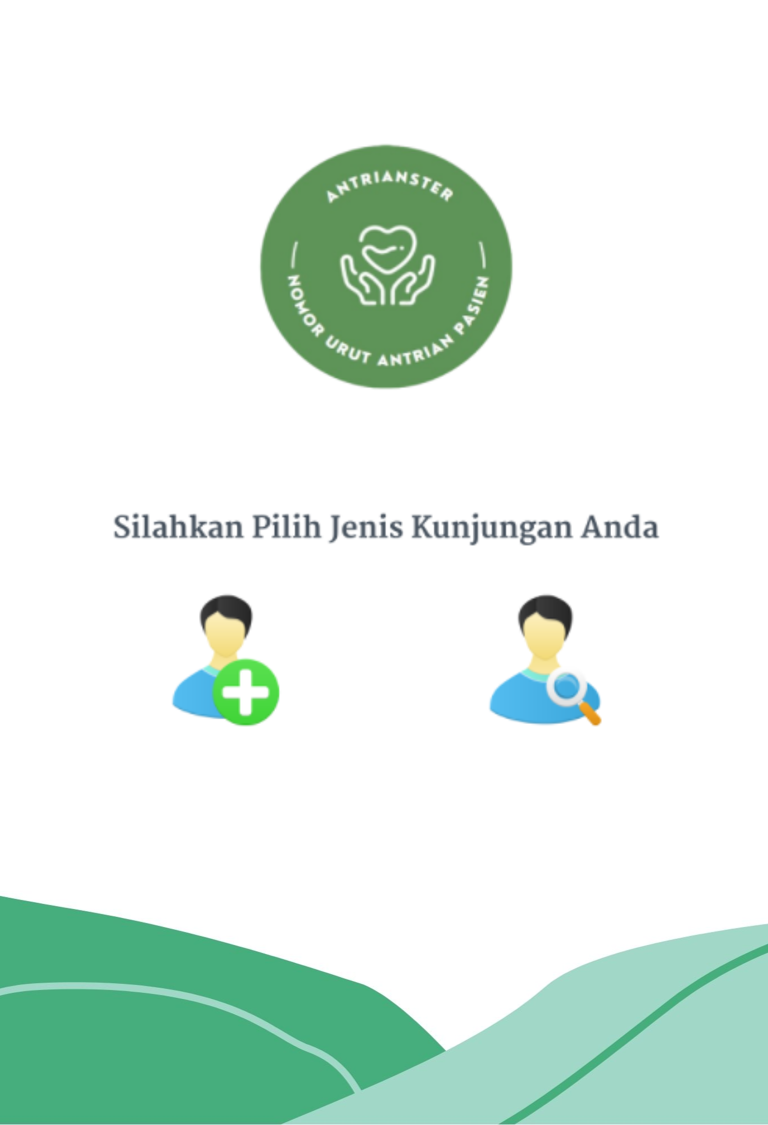 ANTRIANSTER
NOMOR URUT ANTRIAN PASIEN
Silahkan Pilih Jenis Kunjungan Anda